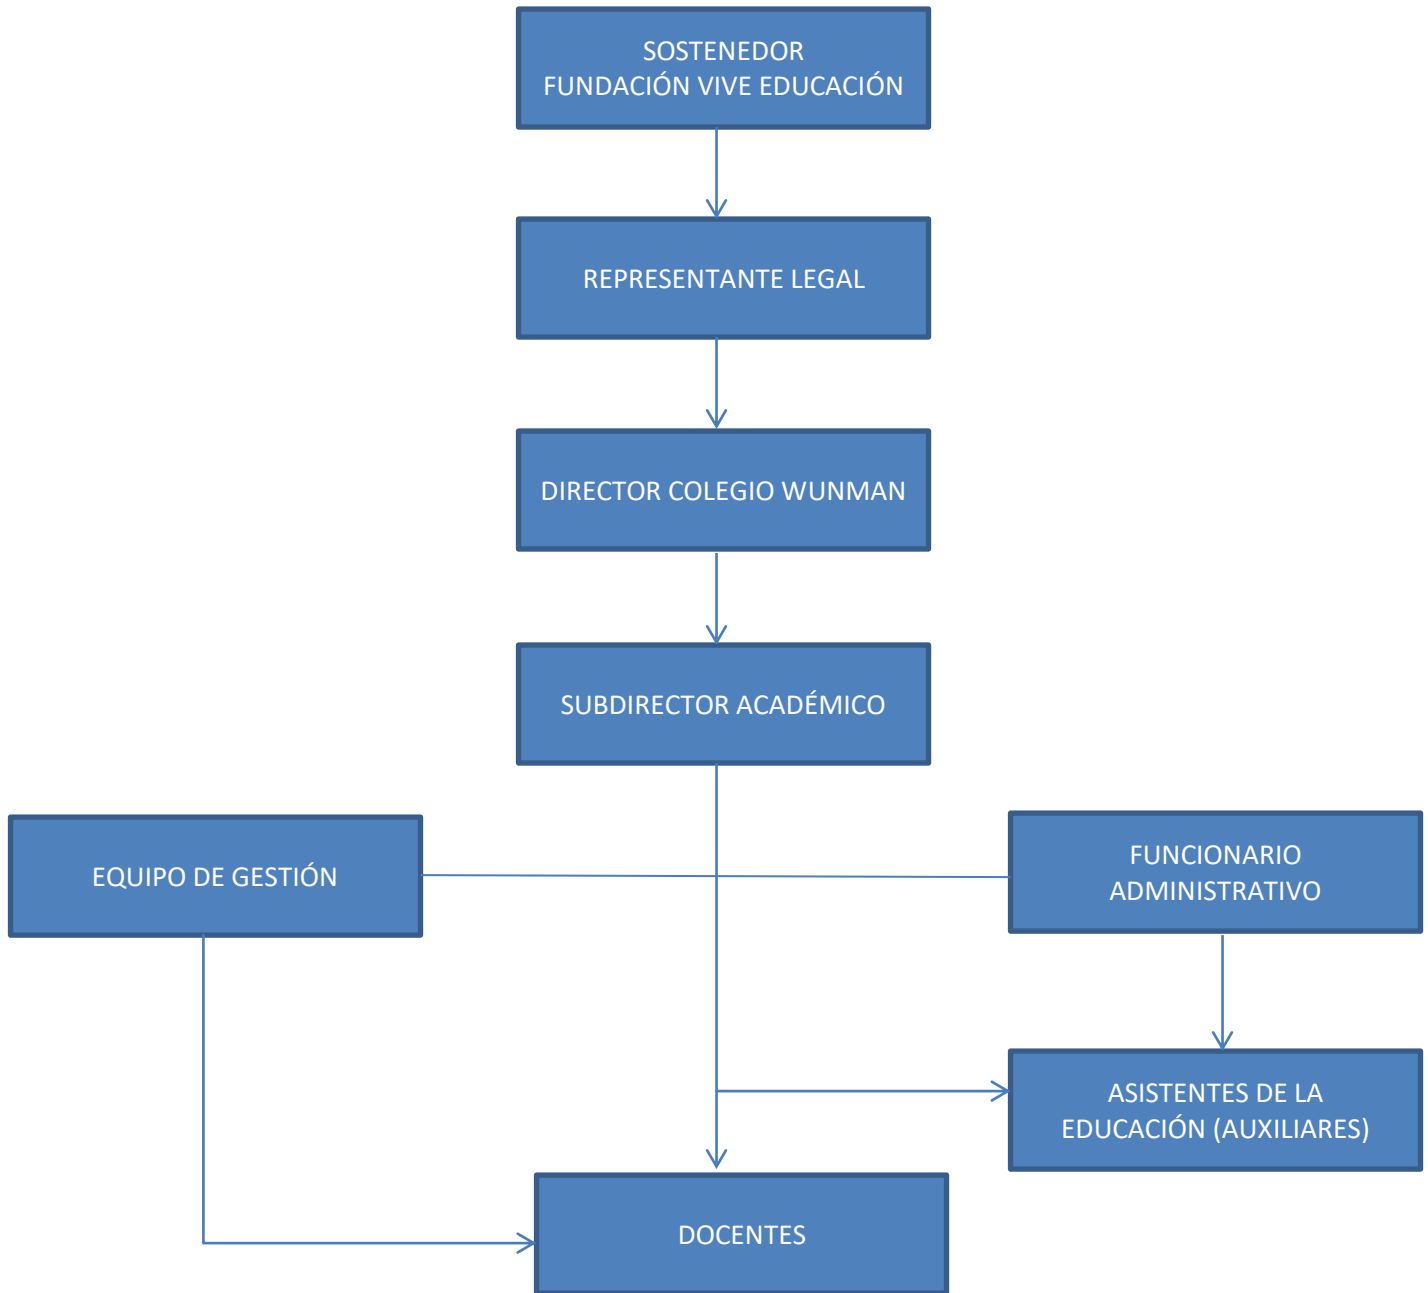 SOSTENEDOR
FUNDACIÓN VIVE EDUCACIÓN
REPRESENTANTE LEGAL
DIRECTOR COLEGIO WUNMAN
SUBDIRECTOR ACADÉMICO
EQUIPO DE GESTIÓN
FUNCIONARIO
ADMINISTRATIVO
ASISTENTES DE LA
EDUCACIÓN (AUXILIARES)
DOCENTES